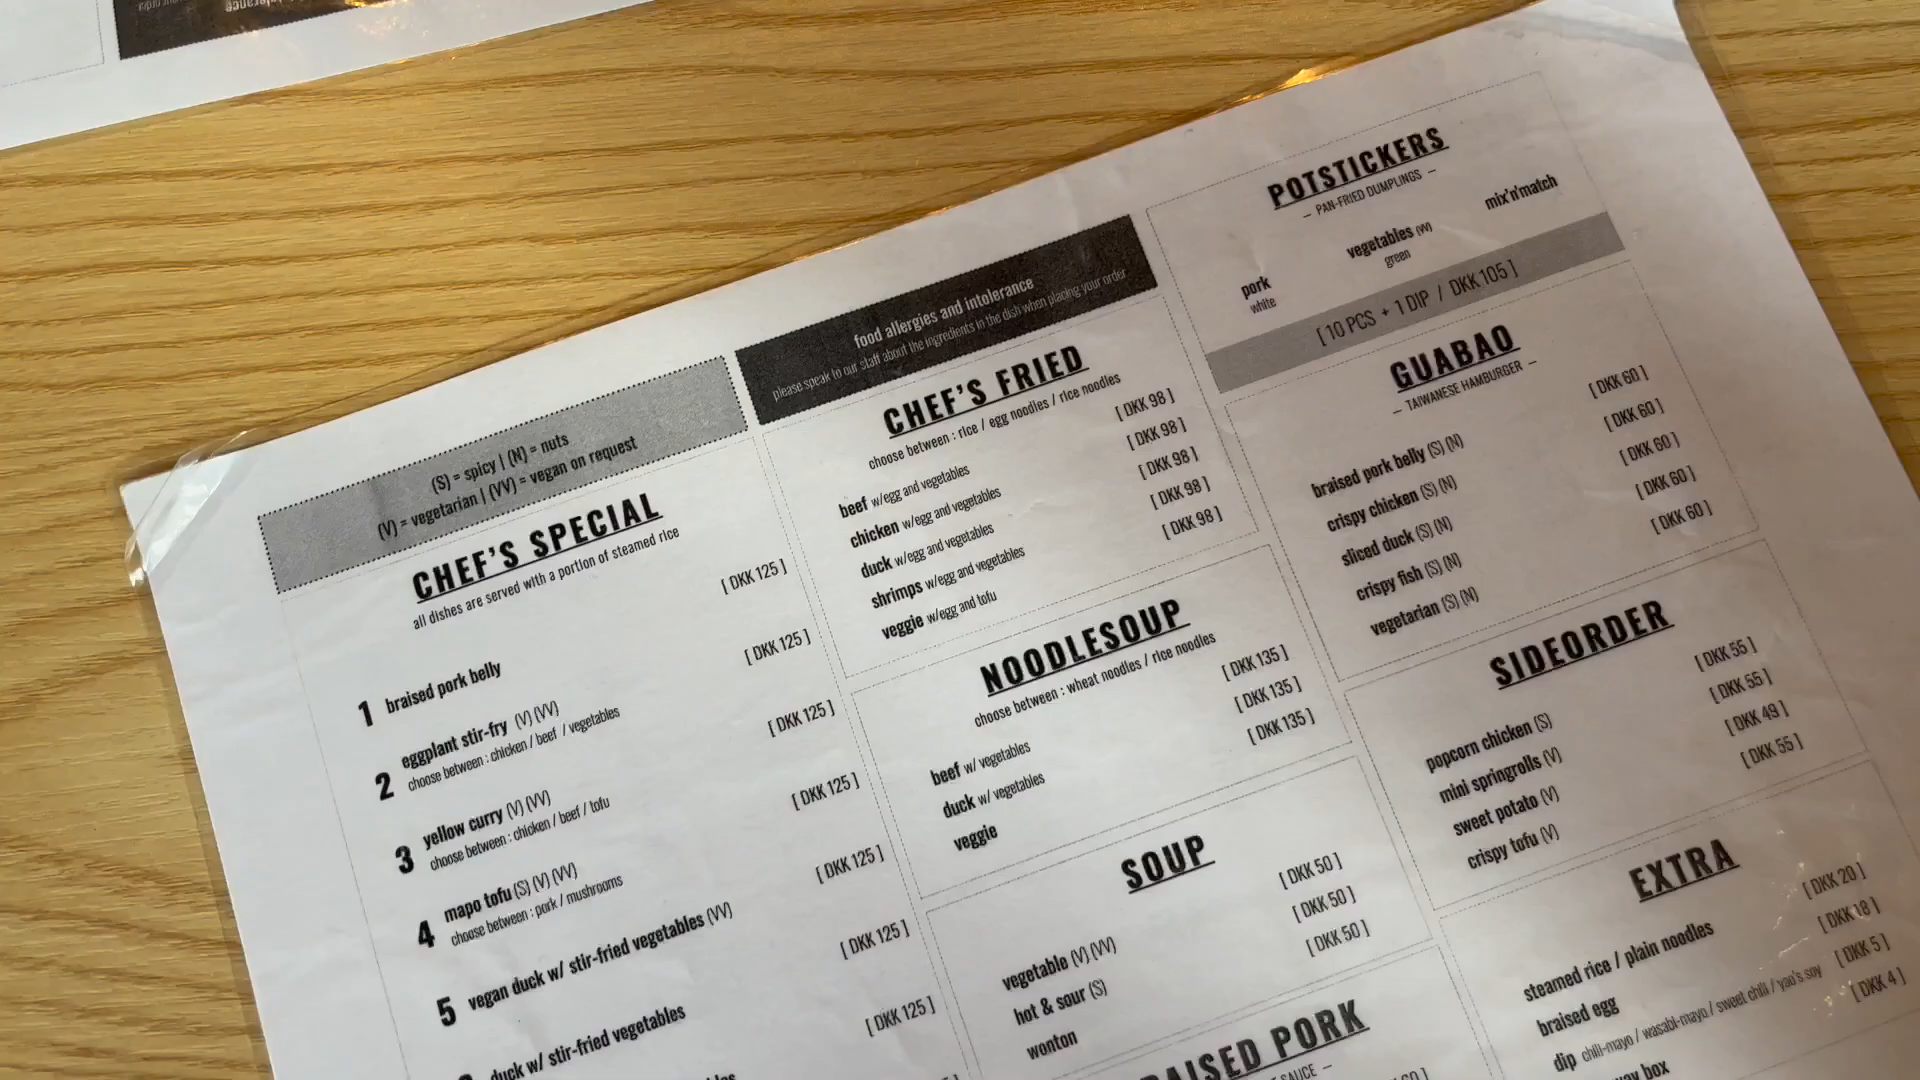 (S) = spicy | (N) = nuts
(V) = vegetarian | (VV) = vegan on request
CHEF'S SPECIAL
all dishes are served with a portion of steamed rice
1 braised pork belly [ DKK 125 ]
2 eggplant stir-fry (V) (VV) [ DKK 125 ]
choose between : chicken / beef / vegetables
3 yellow curry (V) (VV) [ DKK 125 ]
choose between : chicken / beef / tofu
4 mapo tofu (S) (V) (VV) [ DKK 125 ]
choose between : pork / mushrooms
5 vegan duck w/ stir-fried vegetables (VV) [ DKK 125 ]
duck w/ stir-fried vegetables [ DKK 125 ]
[ DKK 125 ]
food allergies and intolerance
please speak to our staff about the ingredients in the dish when placing your order
CHEF'S FRIED
choose between : rice / egg noodles / rice noodles
beef w/egg and vegetables [ DKK 98 ]
chicken w/egg and vegetables [ DKK 98 ]
duck w/egg and vegetables [ DKK 98 ]
shrimps w/egg and vegetables [ DKK 98 ]
veggie w/egg and tofu [ DKK 98 ]
NOODLESOUP
choose between : wheat noodles / rice noodles
beef w/ vegetables [ DKK 135 ]
duck w/ vegetables [ DKK 135 ]
veggie [ DKK 135 ]
SOUP
vegetable (V) (VV) [ DKK 50 ]
hot & sour (S) [ DKK 50 ]
wonton [ DKK 50 ]
PORK
SAUCE —
POTSTICKERS
— PAN-FRIED DUMPLINGS —
pork vegetables (VV) mix'n'match
white green
[ 10 PCS + 1 DIP / DKK 105 ]
GUABAO
— TAIWANESE HAMBURGER —
braised pork belly (S) (N) [ DKK 60 ]
crispy chicken (S) (N) [ DKK 60 ]
sliced duck (S) (N) [ DKK 60 ]
crispy fish (S) (N) [ DKK 60 ]
vegetarian (S) (N) [ DKK 60 ]
SIDEORDER
popcorn chicken (S) [ DKK 55 ]
mini springrolls (V) [ DKK 55 ]
sweet potato (V) [ DKK 49 ]
crispy tofu (V) [ DKK 55 ]
EXTRA
steamed rice / plain noodles [ DKK 20 ]
braised egg [ DKK 18 ]
dip chili-mayo / wasabi-mayo / sweet chili / yao's soy [ DKK 5 ]
box [ DKK 4 ]